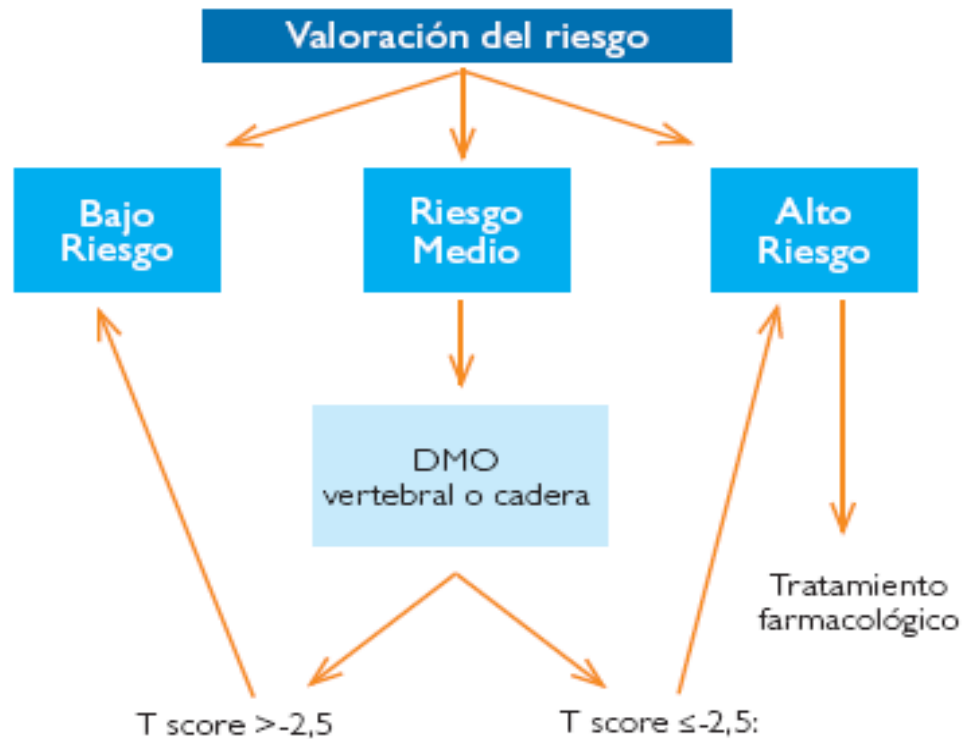 Valoración del riesgo
Bajo
Riesgo
Riesgo
Medio
Alto
Riesgo
DMO
vertebral o cadera
Tratamiento
farmacológico
T score >-2,5
T score ≤-2,5: